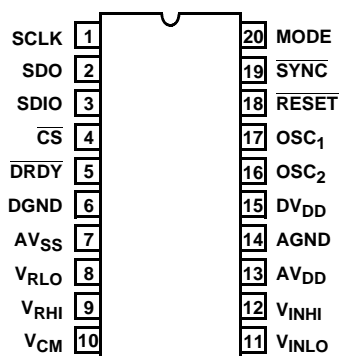 SCLK 1 20 MODE
SDO 2 19 SYNC
SDIO 3 18 RESET
CS 4 17 OSC1
DRDY 5 16 OSC2
DGND 6 15 DVDD
AVSS 7 14 AGND
VRLO 8 13 AVDD
VRHI 9 12 VINHI
VCM 10 11 VINLO